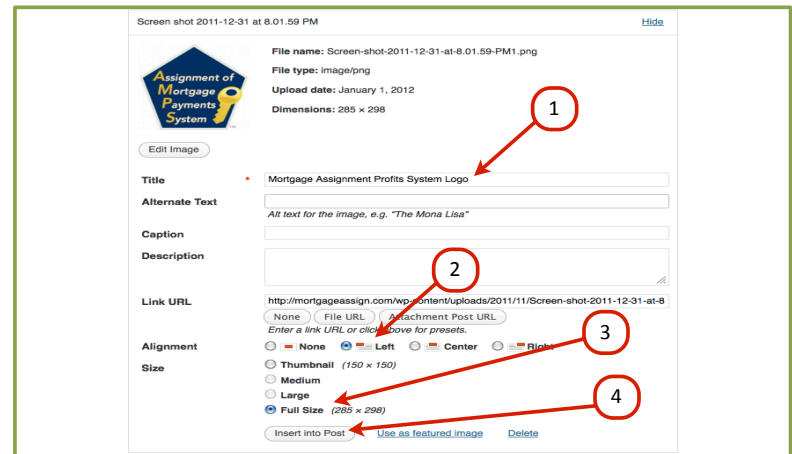 Screen shot 2011-12-31 at 8.01.59 PM Hide
File name: Screen-shot-2011-12-31-at-8.01.59-PM1.png
File type: image/png
Upload date: January 1, 2012
Dimensions: 285 × 298
Assignment of
Mortgage
Payments
System
TM
Edit Image
1
Title * Mortgage Assignment Profits System Logo
Alternate Text
Alt text for the image, e.g. “The Mona Lisa”
Caption
Description
2
Link URL http://mortgageassign.com/wp-content/uploads/2011/11/Screen-shot-2011-12-31-at-8
None File URL Attachment Post URL
Enter a link URL or click above for presets.
3
Alignment None Left Center Right
Size Thumbnail (150 × 150)
Medium
Large
Full Size (285 × 298)
4
Insert into Post Use as featured image Delete